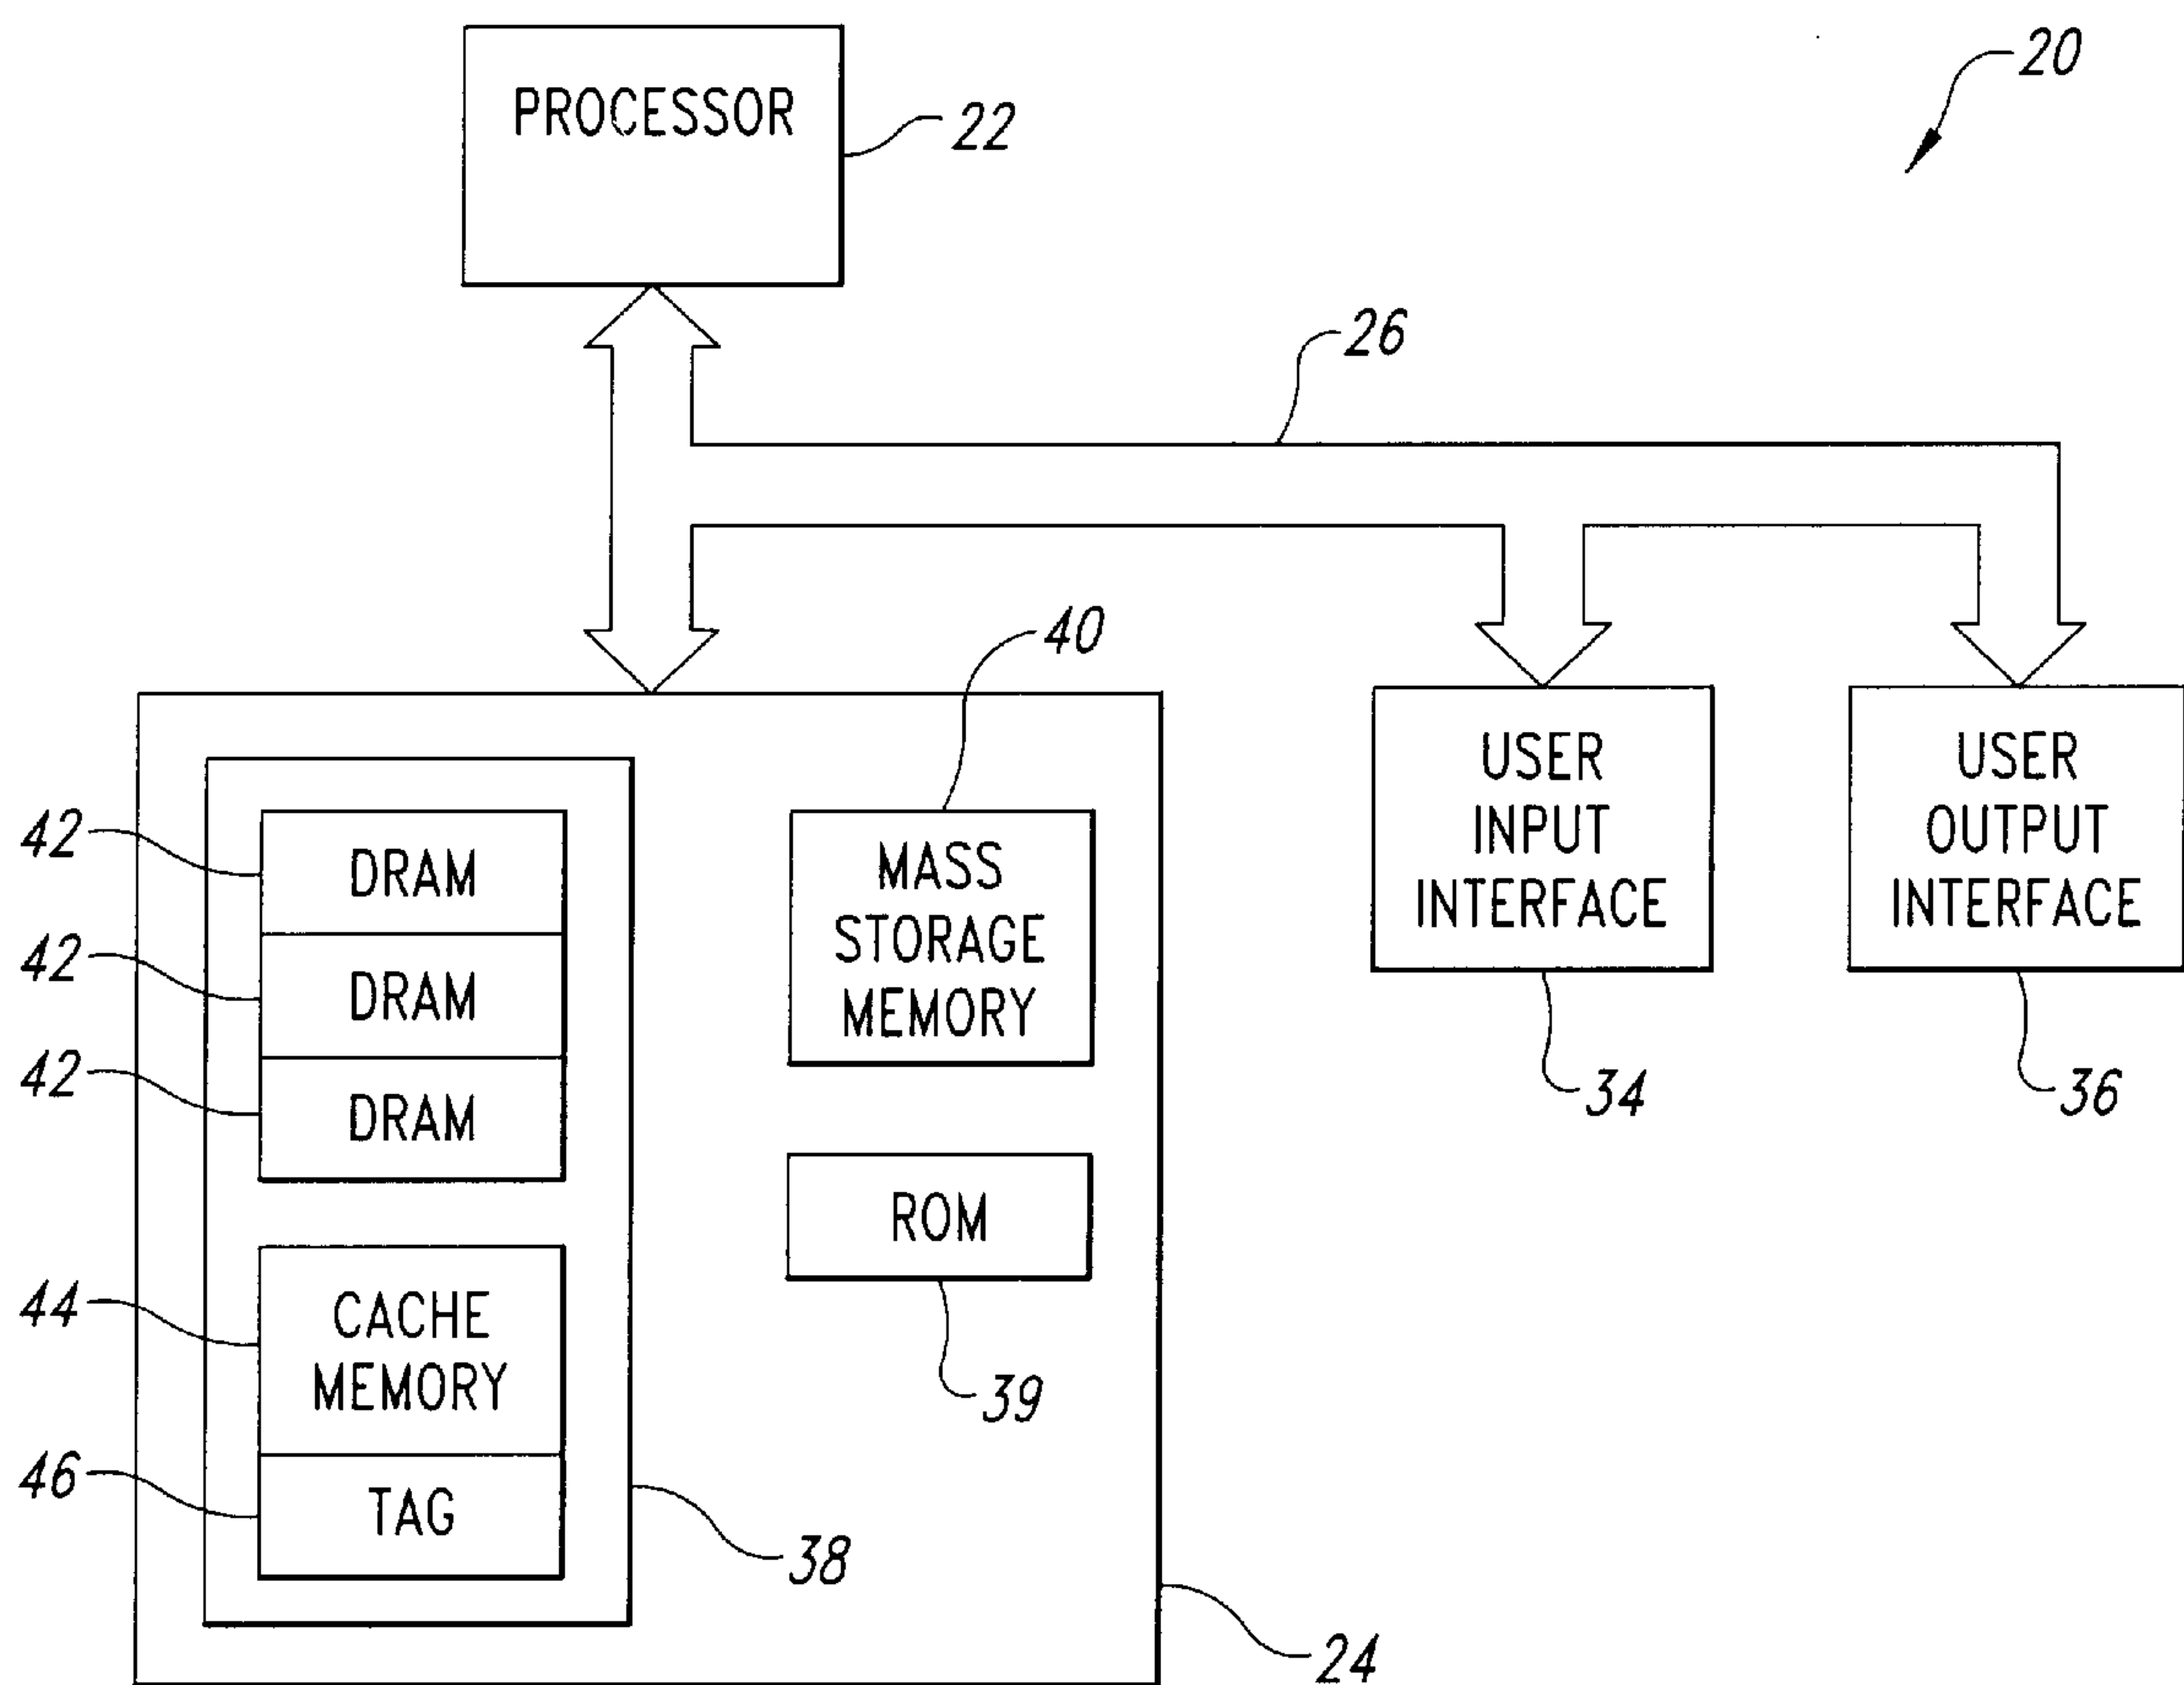 20
PROCESSOR
22
26
40
USER
INPUT
INTERFACE
34
USER
OUTPUT
INTERFACE
36
42
DRAM
42
DRAM
42
DRAM
MASS
STORAGE
MEMORY
ROM
39
44
CACHE
MEMORY
46
TAG
38
24